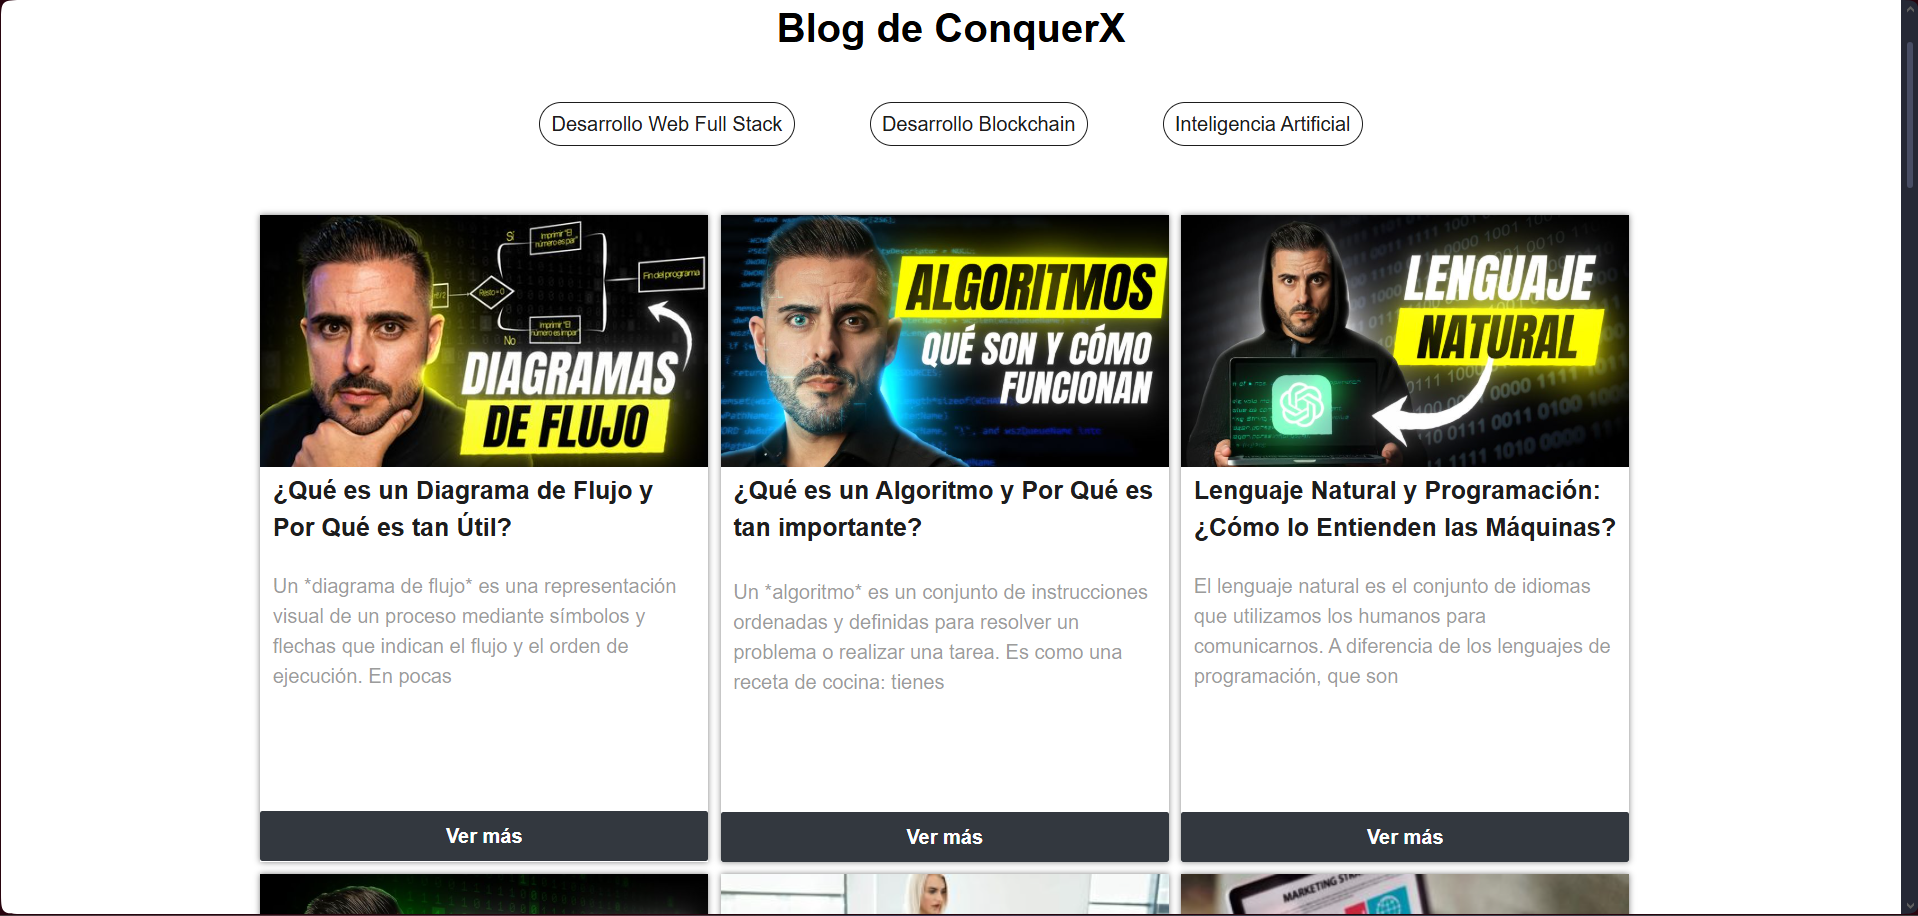 Blog de ConquerX
Desarrollo Web Full Stack
Desarrollo Blockchain
Inteligencia Artificial
Sí
Imprimir "El
número es par"
Resto=0
Fin del programa
Imprimir "El
número es impar"
No
DIAGRAMAS
DE FLUJO
¿Qué es un Diagrama de Flujo y
Por Qué es tan Útil?
Un *diagrama de flujo* es una representación
visual de un proceso mediante símbolos y
flechas que indican el flujo y el orden de
ejecución. En pocas
Ver más
ALGORITMOS
QUÉ SON Y CÓMO
FUNCIONAN
¿Qué es un Algoritmo y Por Qué es
tan importante?
Un *algoritmo* es un conjunto de instrucciones
ordenadas y definidas para resolver un
problema o realizar una tarea. Es como una
receta de cocina: tienes
Ver más
LENGUAJE
NATURAL
Lenguaje Natural y Programación:
¿Cómo lo Entienden las Máquinas?
El lenguaje natural es el conjunto de idiomas
que utilizamos los humanos para
comunicarnos. A diferencia de los lenguajes de
programación, que son
Ver más
MARKETING